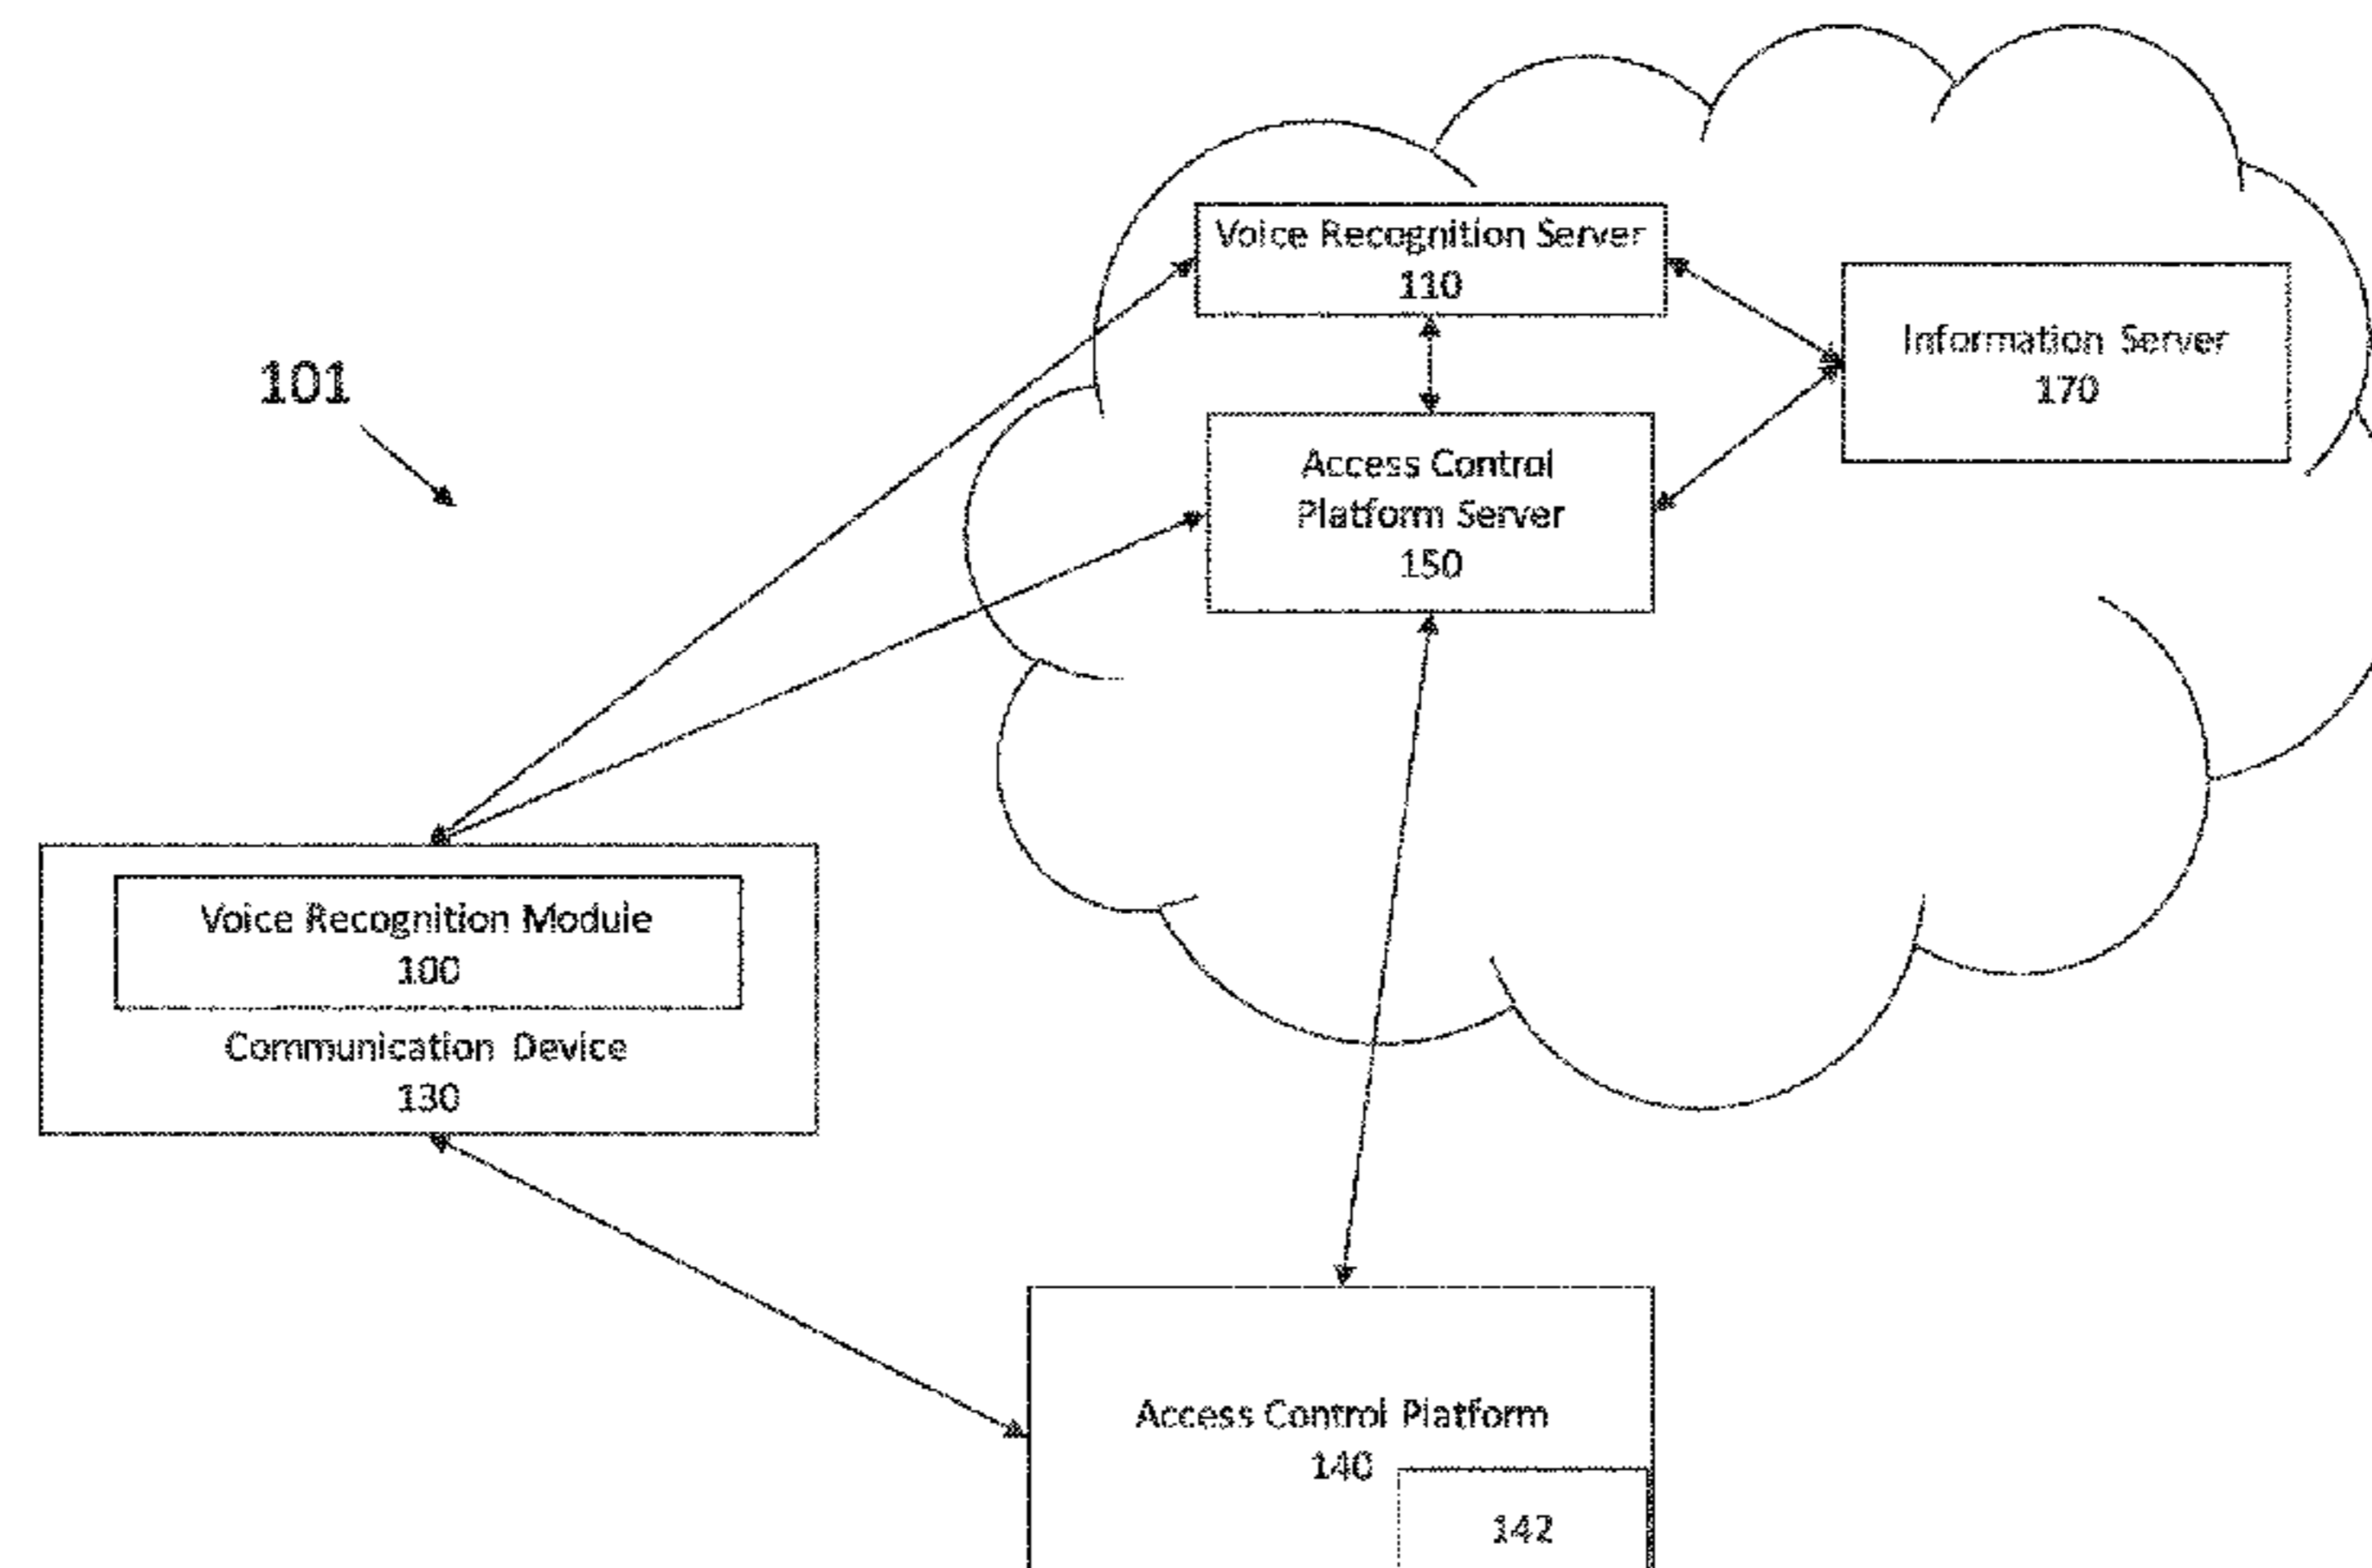 Voice Recognition Server
110
Information Server
170
101
Access Control
Platform Server
150
Voice Recognition Module
100
Communication Device
130
Access Control Platform
140
142